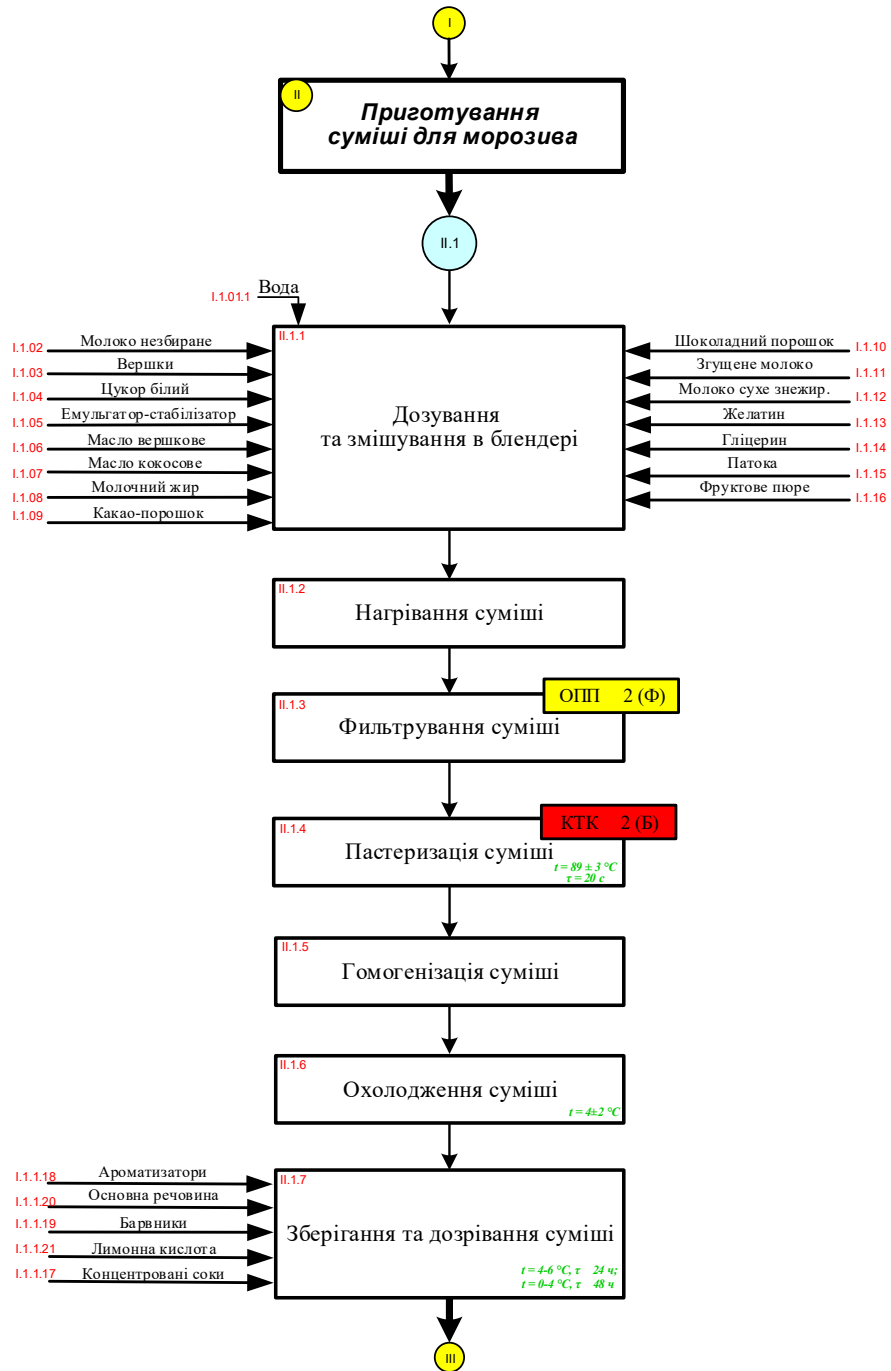 I
II
Приготування
суміші для морозива
II.1
Вода
I.1.01.1
II.1.1
Дозування
та змішування в блендері
I.1.02 Молоко незбиране
I.1.03 Вершки
I.1.04 Цукор білий
I.1.05 Емульгатор-стабілізатор
I.1.06 Масло вершкове
I.1.07 Масло кокосове
I.1.08 Молочний жир
I.1.09 Какао-порошок
Шоколадний порошок I.1.10
Згущене молоко I.1.11
Молоко сухе знежир. I.1.12
Желатин I.1.13
Гліцерин I.1.14
Патока I.1.15
Фруктове пюре I.1.16
II.1.2
Нагрівання суміші
II.1.3
ОПП 2 (Ф)
Фильтрування суміші
II.1.4
КТК 2 (Б)
Пастеризація суміші
t = 89 ± 3 °C
τ = 20 с
II.1.5
Гомогенізація суміші
II.1.6
Охолодження суміші
t = 4±2 °C
II.1.7
I.1.1.18 Ароматизатори
I.1.1.20 Основна речовина
I.1.1.19 Барвники
I.1.1.21 Лимонна кислота
I.1.1.17 Концентровані соки
Зберігання та дозрівання суміші
t = 4-6 °C, τ 24 ч;
t = 0-4 °C, τ 48 ч
III